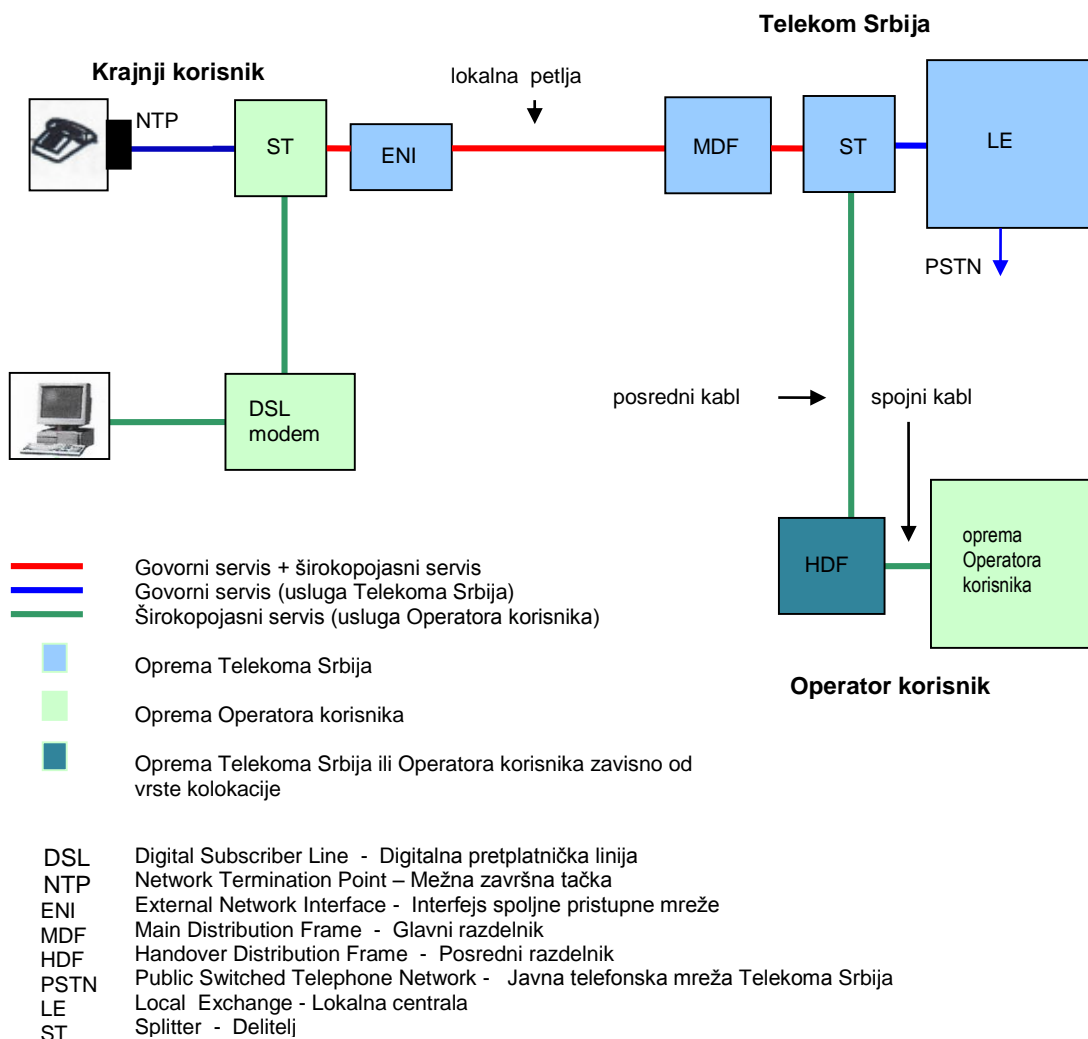 Telekom Srbija
Krajnji korisnik
lokalna petlja
NTP
ST
ENI
MDF
ST
LE
PSTN
DSL
modem
posredni kabl
spojni kabl
HDF
oprema
Operatora
korisnika
Operator korisnik
Govorni servis + širokopojasni servis
Govorni servis (usluga Telekoma Srbija)
Širokopojasni servis (usluga Operatora korisnika)
Oprema Telekoma Srbija
Oprema Operatora korisnika
Oprema Telekoma Srbija ili Operatora korisnika zavisno od
vrste kolokacije
DSL Digital Subscriber Line - Digitalna pretplatnička linija
NTP Network Termination Point – Mežna završna tačka
ENI External Network Interface - Interfejs spoljne pristupne mreže
MDF Main Distribution Frame - Glavni razdelnik
HDF Handover Distribution Frame - Posredni razdelnik
PSTN Public Switched Telephone Network - Javna telefonska mreža Telekoma Srbija
LE Local Exchange - Lokalna centrala
ST Splitter - Delitelj